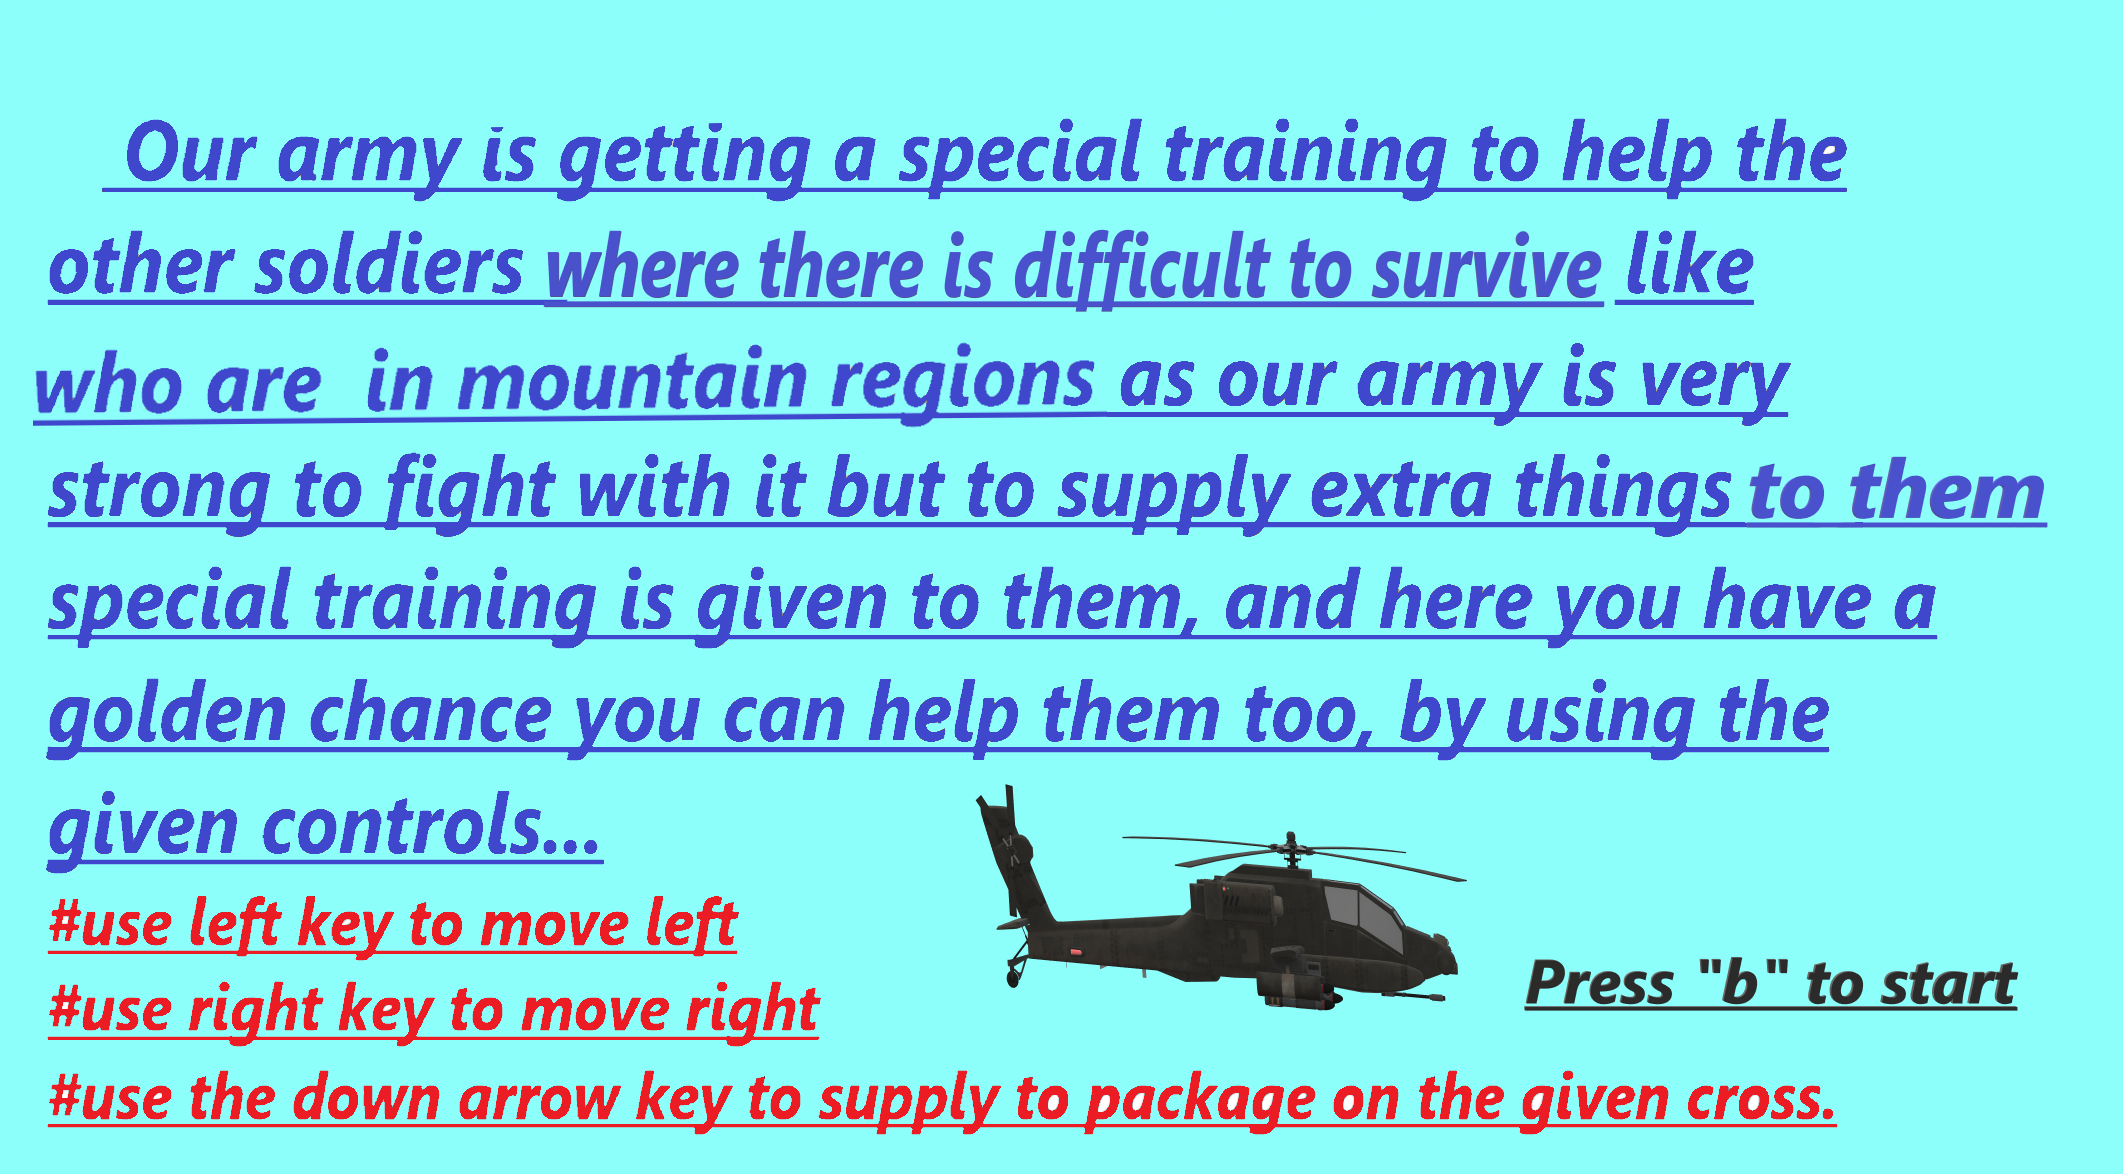 Our army is getting a special training to help the
other soldiers where there is difficult to survive like
who are in mountain regions as our army is very
strong to fight with it but to supply extra things to them
special training is given to them, and here you have a
golden chance you can help them too, by using the
given controls...
#use left key to move left
#use right key to move right
Press "b" to start
#use the down arrow key to supply to package on the given cross.